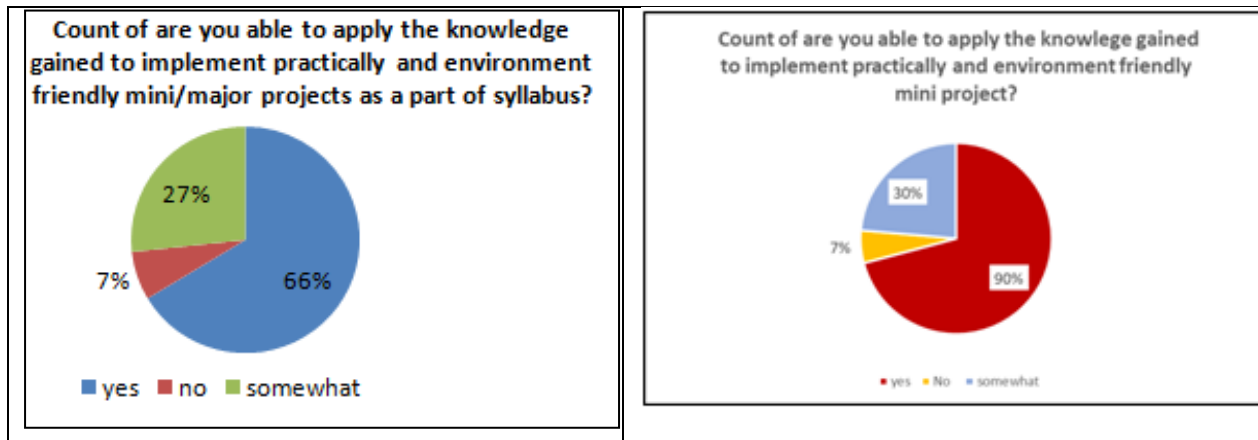 Count of are you able to apply the knowledge
gained to implement practically and environment
friendly mini/major projects as a part of syllabus?
27%
7%
66%
yes no somewhat
Count of are you able to apply the knowlege gained
to implement practically and environment friendly
mini project?
30%
7%
90%
yes No somewhat